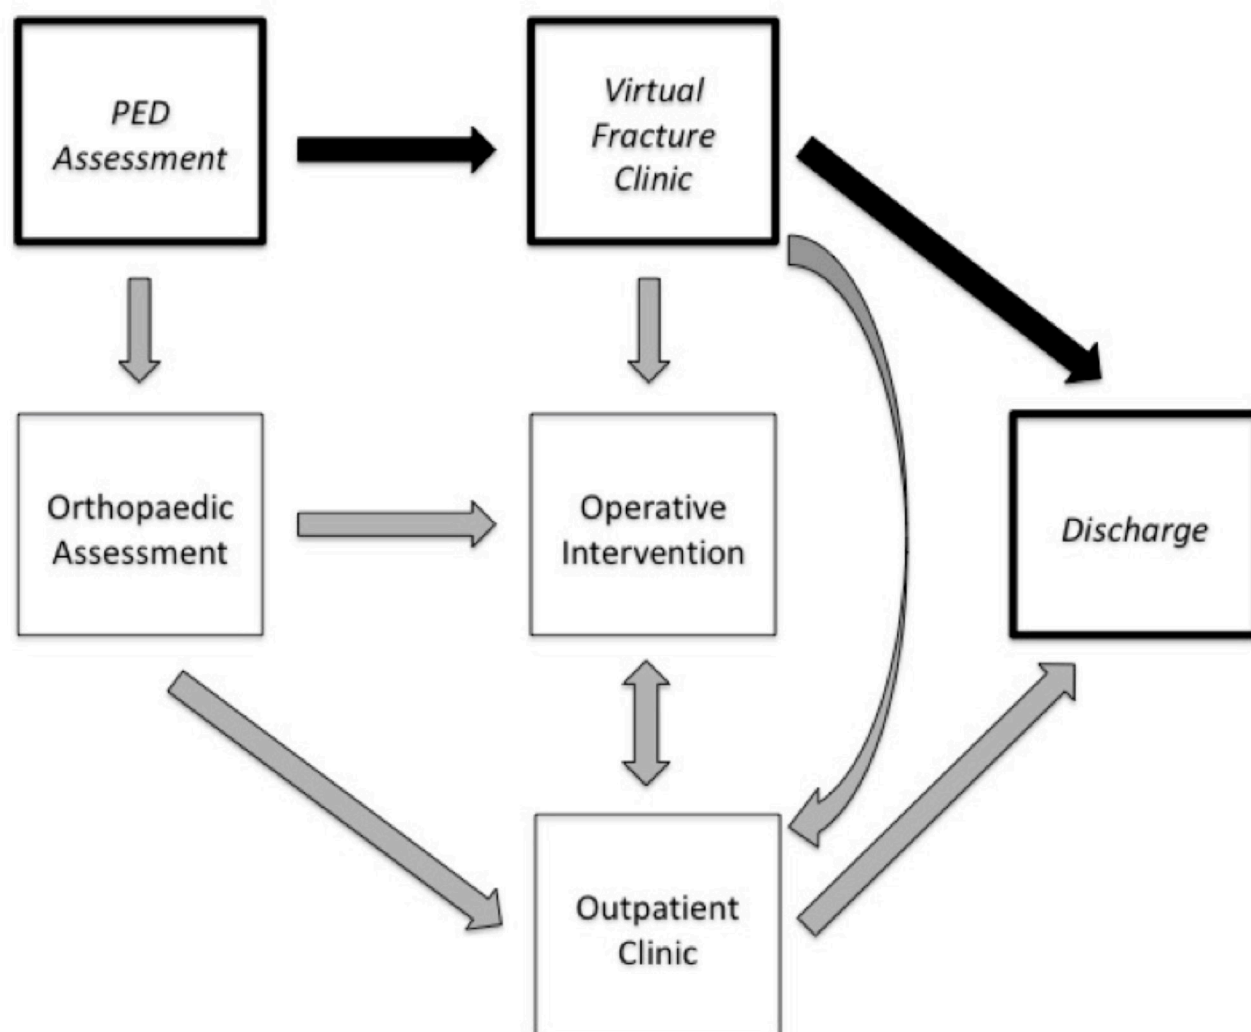 PED
Assessment
Virtual
Fracture
Clinic
Orthopaedic
Assessment
Operative
Intervention
Discharge
Outpatient
Clinic